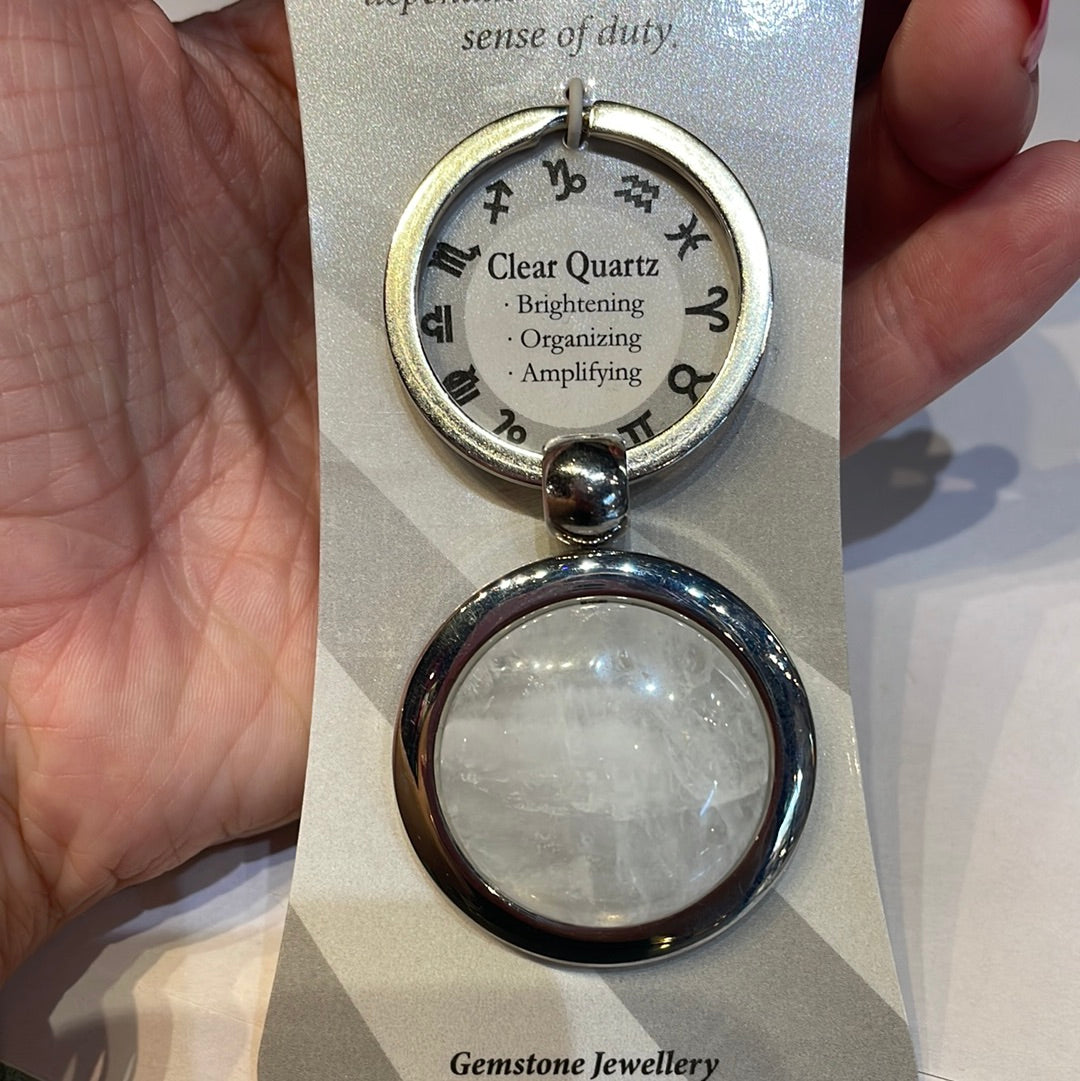 sense of duty.
Clear Quartz
· Brightening
· Organizing
· Amplifying
Gemstone Jewellery